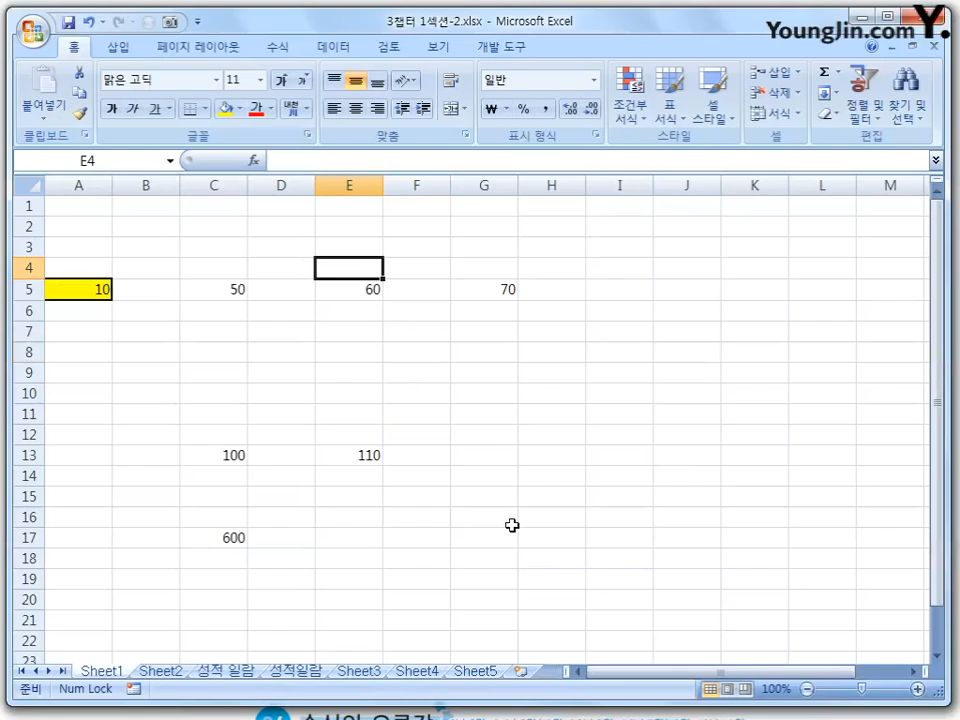 3챕터 1섹션-2.xlsx - Microsoft Excel
YoungJin.com Y.
홈 삽입 페이지 레이아웃 수식 데이터 검토 보기 개발 도구
맑은 고딕 11 일반
붙여넣기
가 가 가 가
조건부 서식 표 서식 셀 스타일
삽입 삭제 서식
정렬 및 필터 찾기 및 선택
클립보드 글꼴 맞춤 표시 형식 스타일 셀 편집
E4 fx
A B C D E F G H I J K L M
1
2
3
4
5 10 50 60 70
6
7
8
9
10
11
12
13 100 110
14
15
16
17 600
18
19
20
21
22
23
Sheet1 Sheet2 성적 일람 성적일람 Sheet3 Sheet4 Sheet5
준비 Num Lock 100%